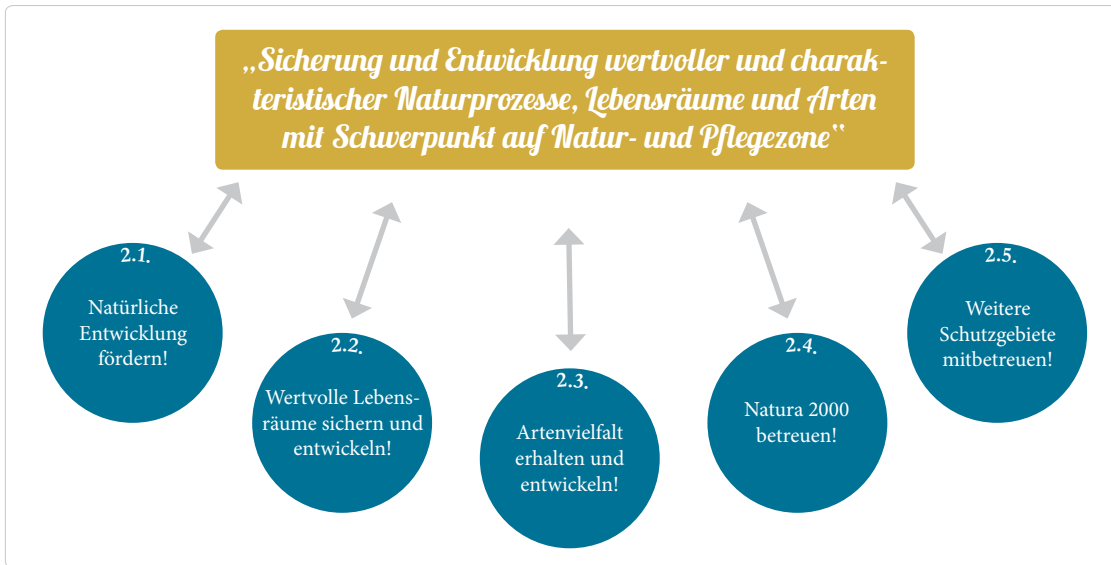 „Sicherung und Entwicklung wertvoller und charak-
teristischer Naturprozesse, Lebensräume und Arten
mit Schwerpunkt auf Natur- und Pflegezone“
2.1.
Natürliche
Entwicklung
fördern!
2.2.
Wertvolle Lebens-
räume sichern und
entwickeln!
2.3.
Artenvielfalt
erhalten und
entwickeln!
2.4.
Natura 2000
betreuen!
2.5.
Weitere
Schutzgebiete
mitbetreuen!